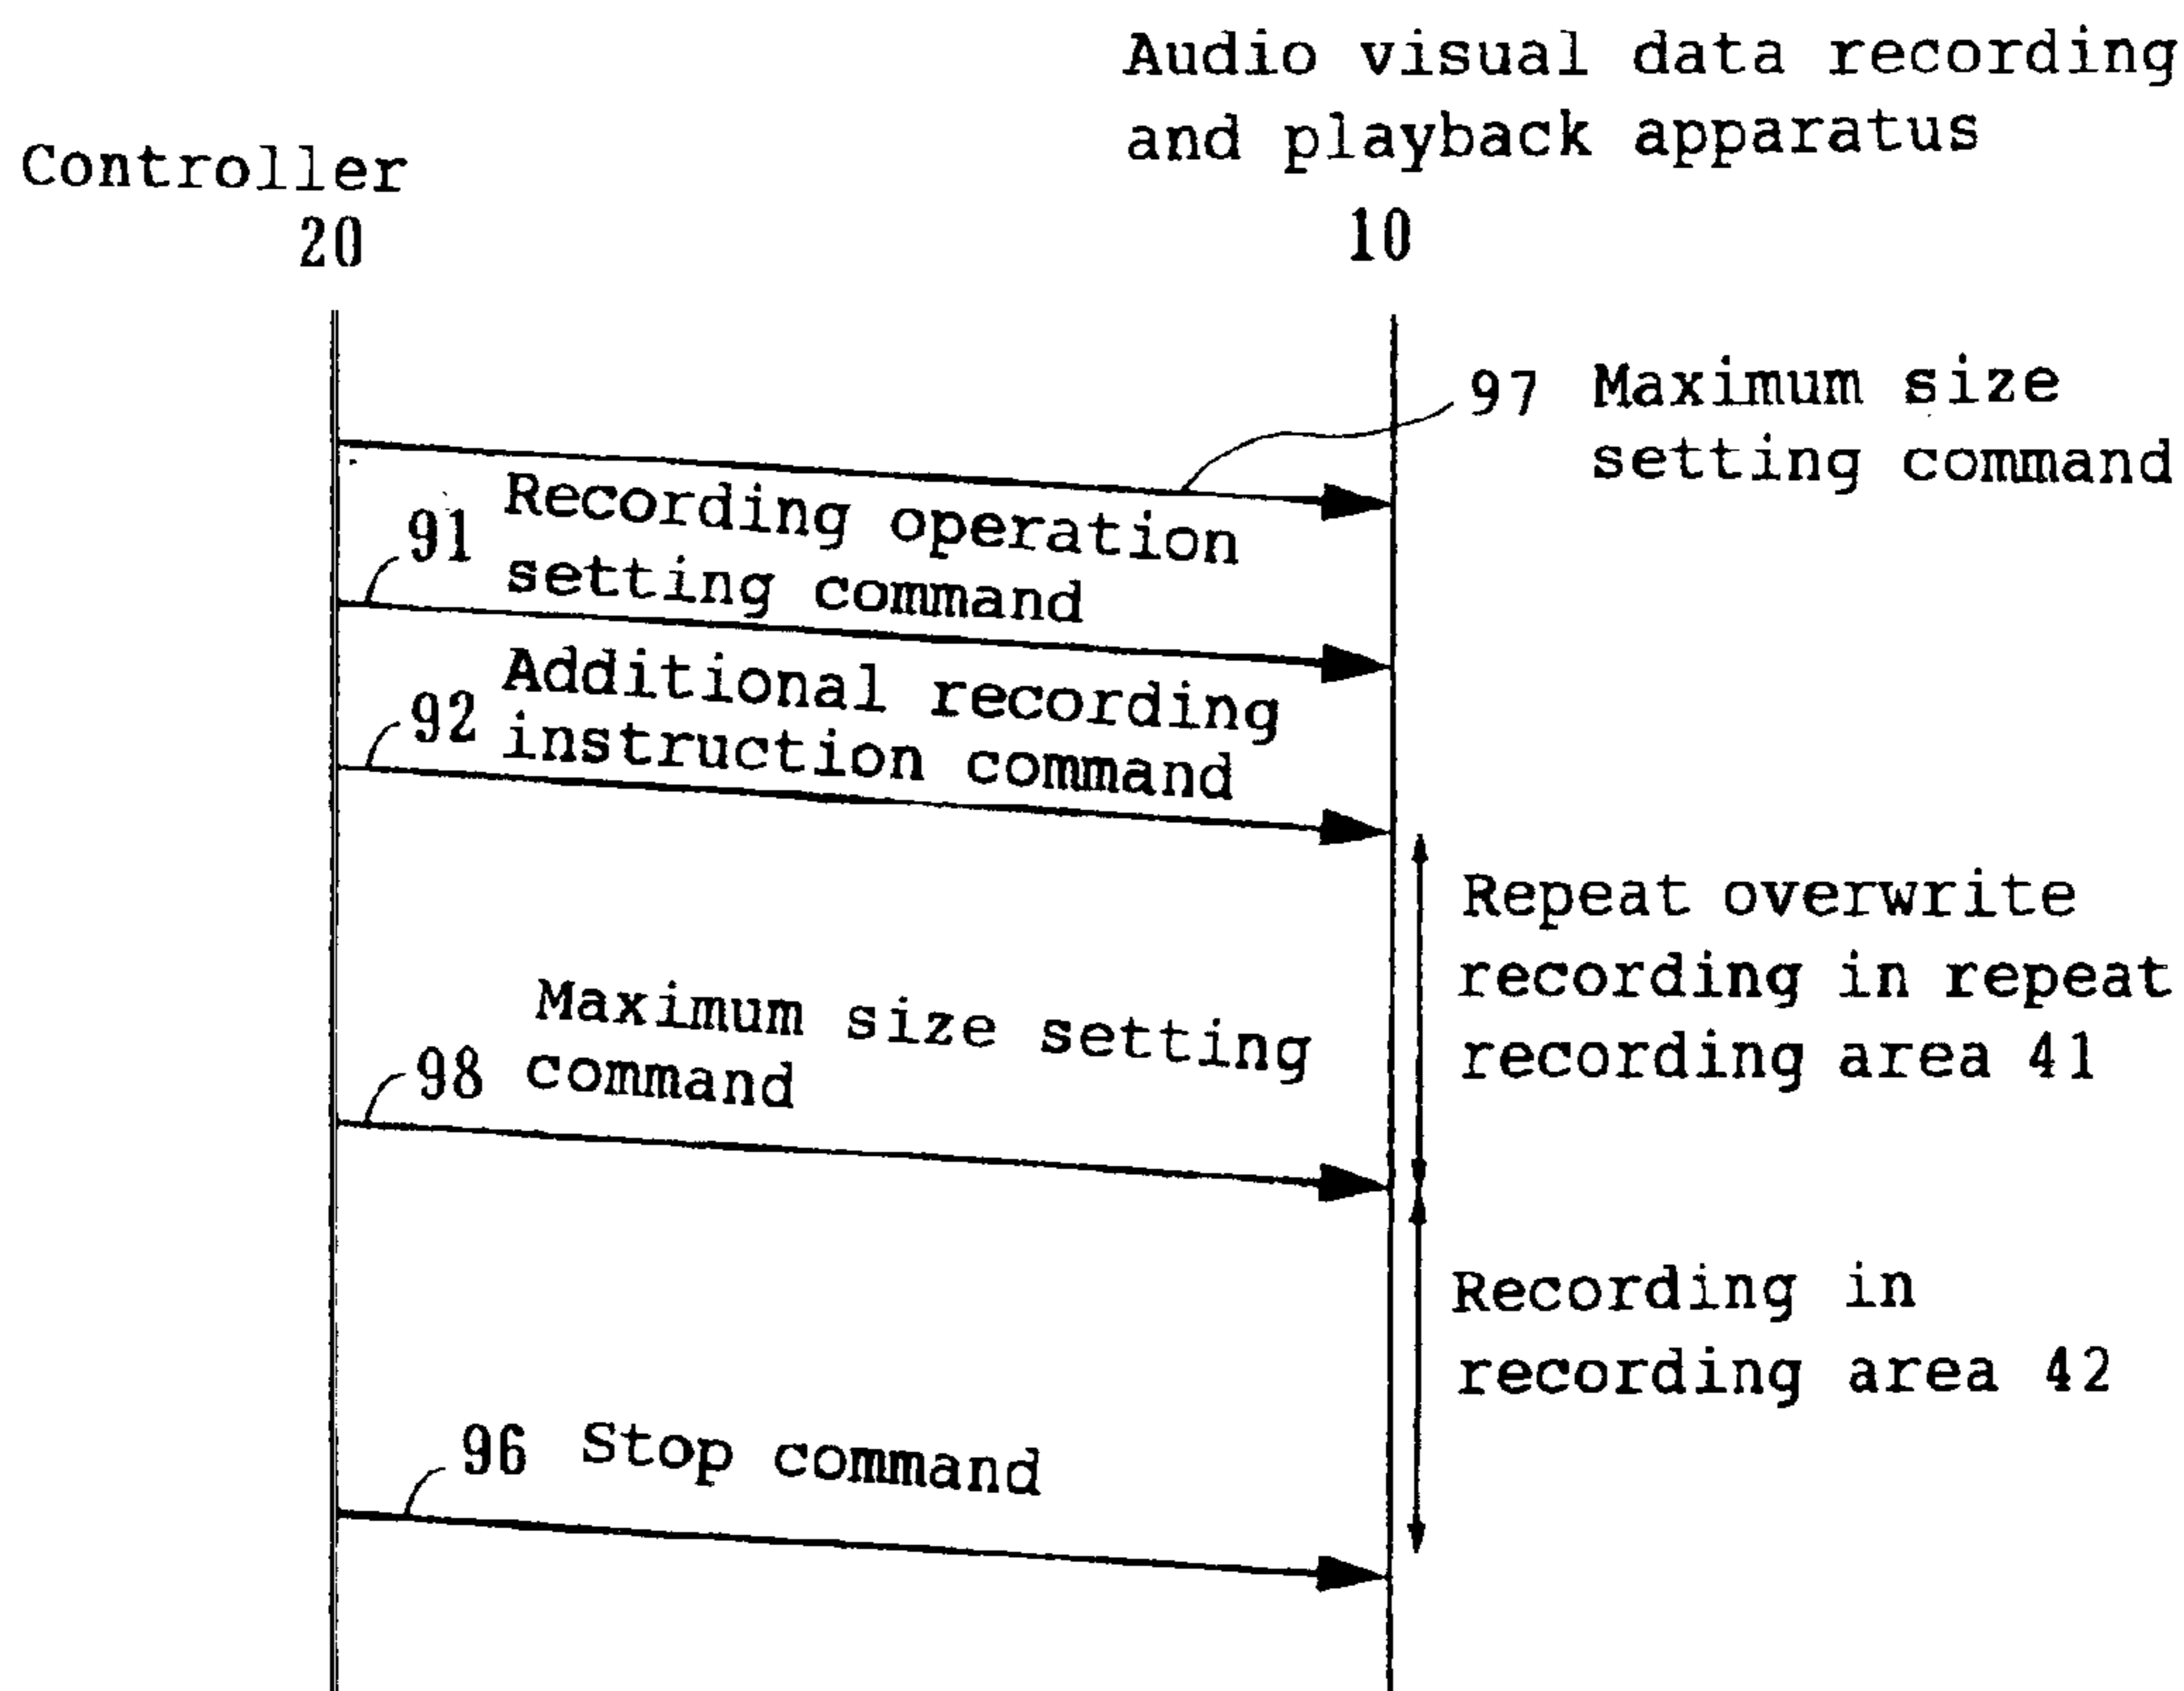 Audio visual data recording
and playback apparatus
10
Controller
20
97 Maximum size
setting command
Recording operation
91 setting command
Additional recording
92 instruction command
Repeat overwrite
recording in repeat
recording area 41
Maximum size setting
98 command
Recording in
recording area 42
96 Stop command